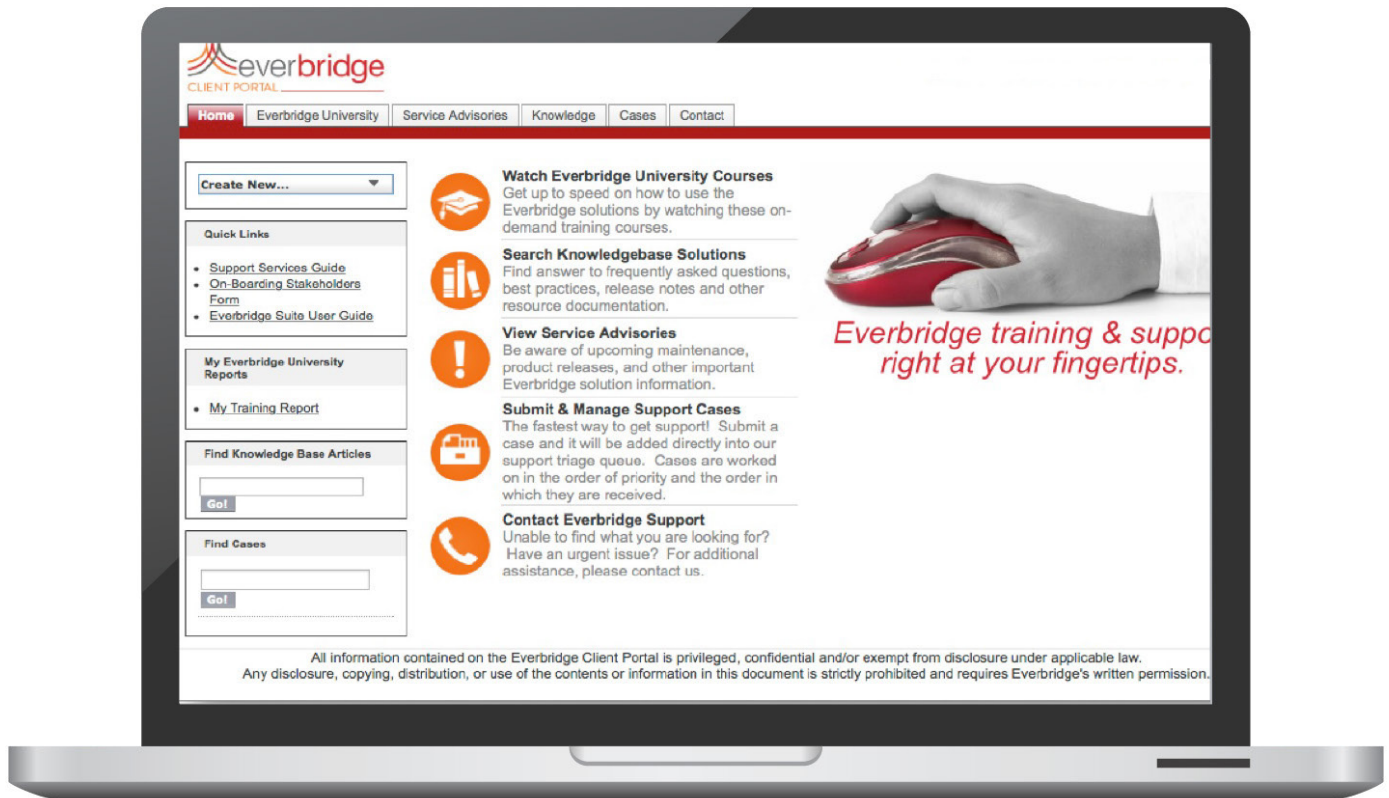 everbridge
CLIENT PORTAL
Home
Everbridge University
Service Advisories
Knowledge
Cases
Contact
Create New...
Quick Links
Support Services Guide
On-Boarding Stakeholders
Form
Everbridge Suite User Guide
My Everbridge University
Reports
My Training Report
Find Knowledge Base Articles
Go!
Find Cases
Go!
Watch Everbridge University Courses
Get up to speed on how to use the
Everbridge solutions by watching these on-
demand training courses.
Search Knowledgebase Solutions
Find answer to frequently asked questions,
best practices, release notes and other
resource documentation.
View Service Advisories
Be aware of upcoming maintenance,
product releases, and other important
Everbridge solution information.
Submit & Manage Support Cases
The fastest way to get support! Submit a
case and it will be added directly into our
support triage queue. Cases are worked
on in the order of priority and the order in
which they are received.
Contact Everbridge Support
Unable to find what you are looking for?
Have an urgent issue? For additional
assistance, please contact us.
Everbridge training & suppo
right at your fingertips.
All information contained on the Everbridge Client Portal is privileged, confidential and/or exempt from disclosure under applicable law.
Any disclosure, copying, distribution, or use of the contents or information in this document is strictly prohibited and requires Everbridge's written permission.